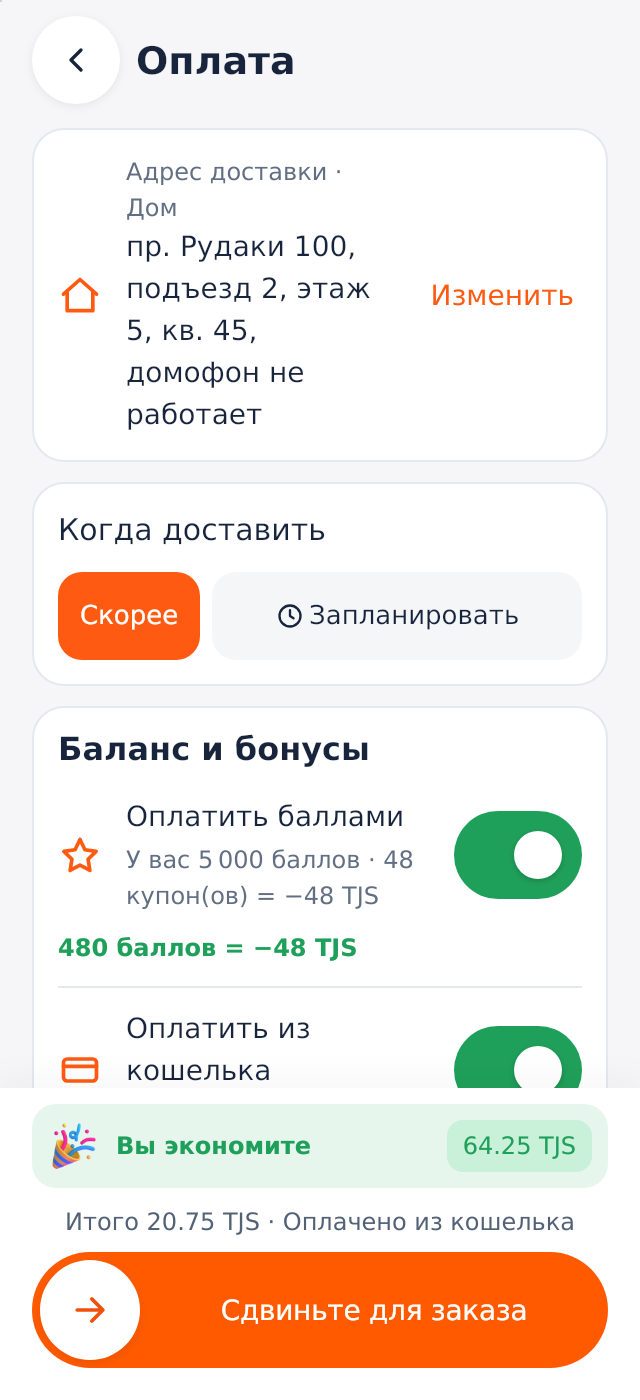 Оплата
Адрес доставки ·
Дом
пр. Рудаки 100,
подъезд 2, этаж
5, кв. 45,
домофон не
работает
Изменить
Когда доставить
Скорее
Запланировать
Баланс и бонусы
Оплатить баллами
У вас 5 000 баллов · 48
купон(ов) = −48 TJS
480 баллов = −48 TJS
Оплатить из
кошелька
Вы экономите
64.25 TJS
Итого 20.75 TJS · Оплачено из кошелька
Сдвиньте для заказа